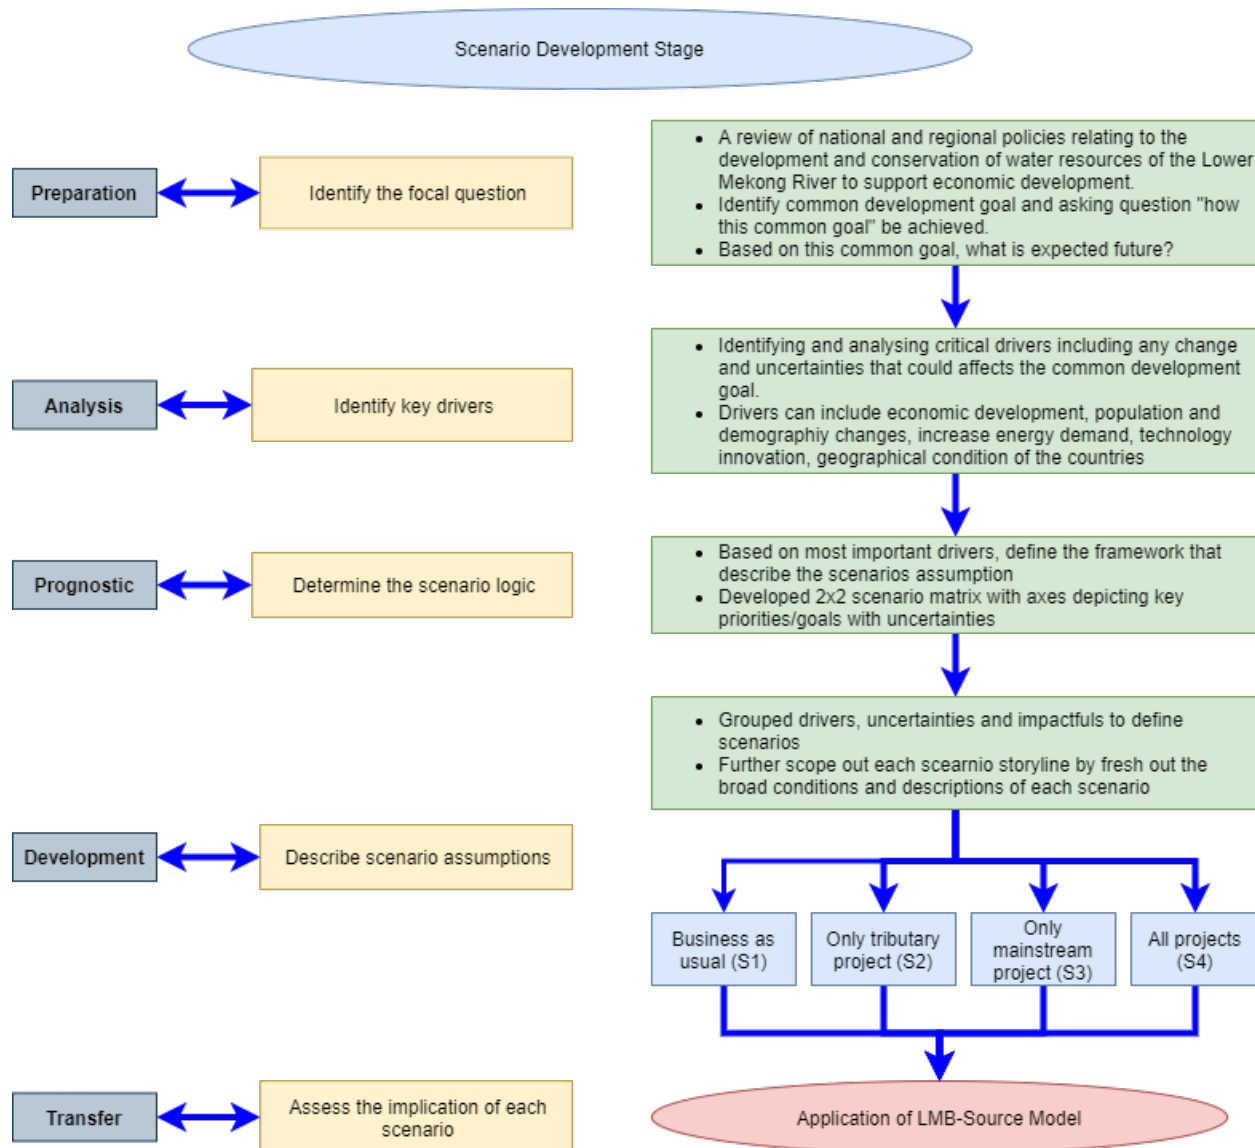 Scenario Development Stage
Preparation
Identify the focal question
• A review of national and regional policies relating to the
development and conservation of water resources of the Lower
Mekong River to support economic development.
• Identify common development goal and asking question "how
this common goal" be achieved.
• Based on this common goal, what is expected future?
Analysis
Identify key drivers
• Identifying and analysing critical drivers including any change
and uncertainties that could affects the common development
goal.
• Drivers can include economic development, population and
demographiy changes, increase energy demand, technology
innovation, geographical condition of the countries
Prognostic
Determine the scenario logic
• Based on most important drivers, define the framework that
describe the scenarios assumption
• Developed 2x2 scenario matrix with axes depicting key
priorities/goals with uncertainties
• Grouped drivers, uncertainties and impactfuls to define
scenarios
• Further scope out each scearnio storyline by fresh out the
broad conditions and descriptions of each scenario
Development
Describe scenario assumptions
Business as
usual (S1)
Only tributary
project (S2)
Only
mainstream
project (S3)
All projects
(S4)
Transfer
Assess the implication of each
scenario
Application of LMB-Source Model